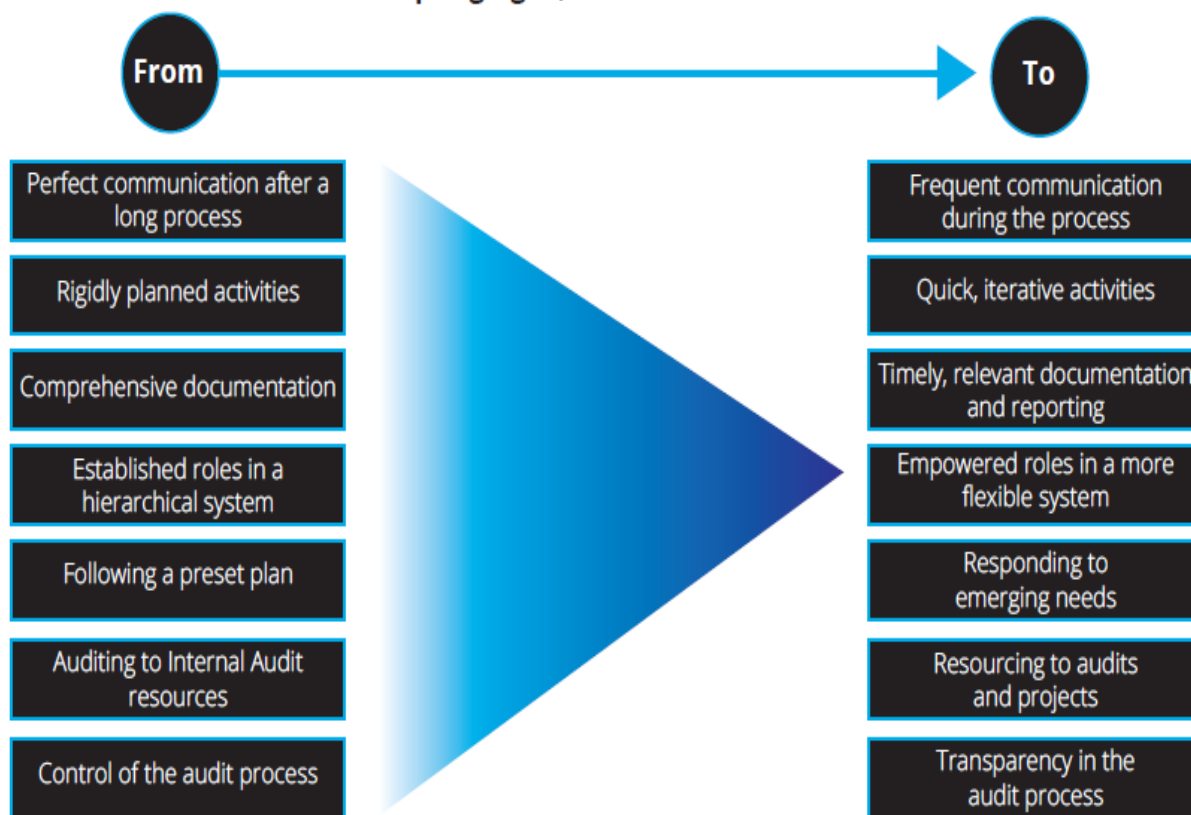 From
To
Perfect communication after a
long process
Frequent communication
during the process
Rigidly planned activities
Quick, iterative activities
Comprehensive documentation
Timely, relevant documentation
and reporting
Established roles in a
hierarchical system
Empowered roles in a more
flexible system
Following a preset plan
Responding to
emerging needs
Auditing to Internal Audit
resources
Resourcing to audits
and projects
Control of the audit process
Transparency in the
audit process